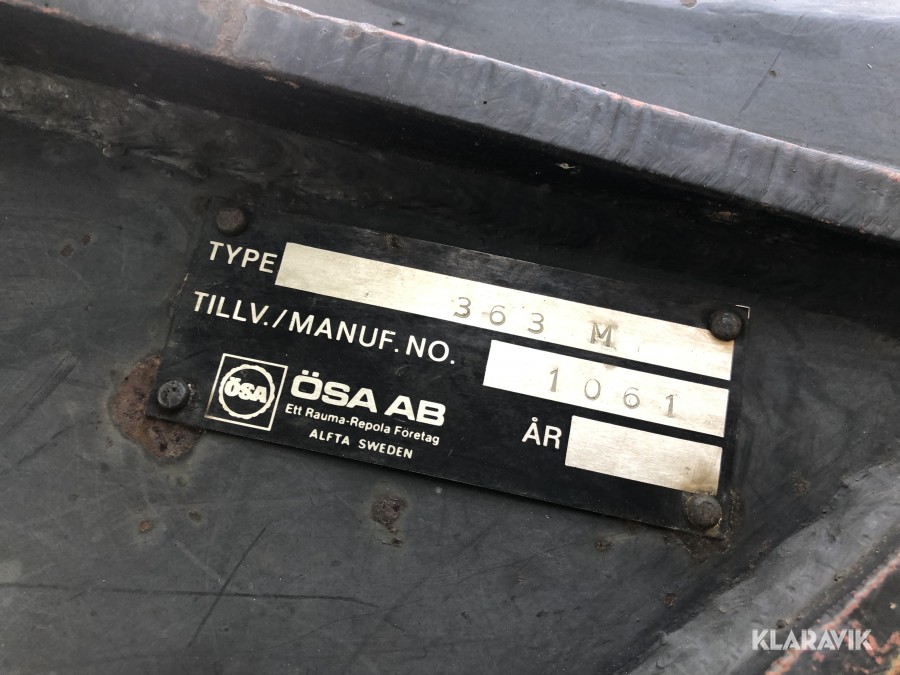 TYPE 363 M
TILLV./MANUF.NO. 1061
ÖSA
ÖSA AB
Ett Rauma-Repola Företag
ALFTA SWEDEN
ÅR
KLARAVIK